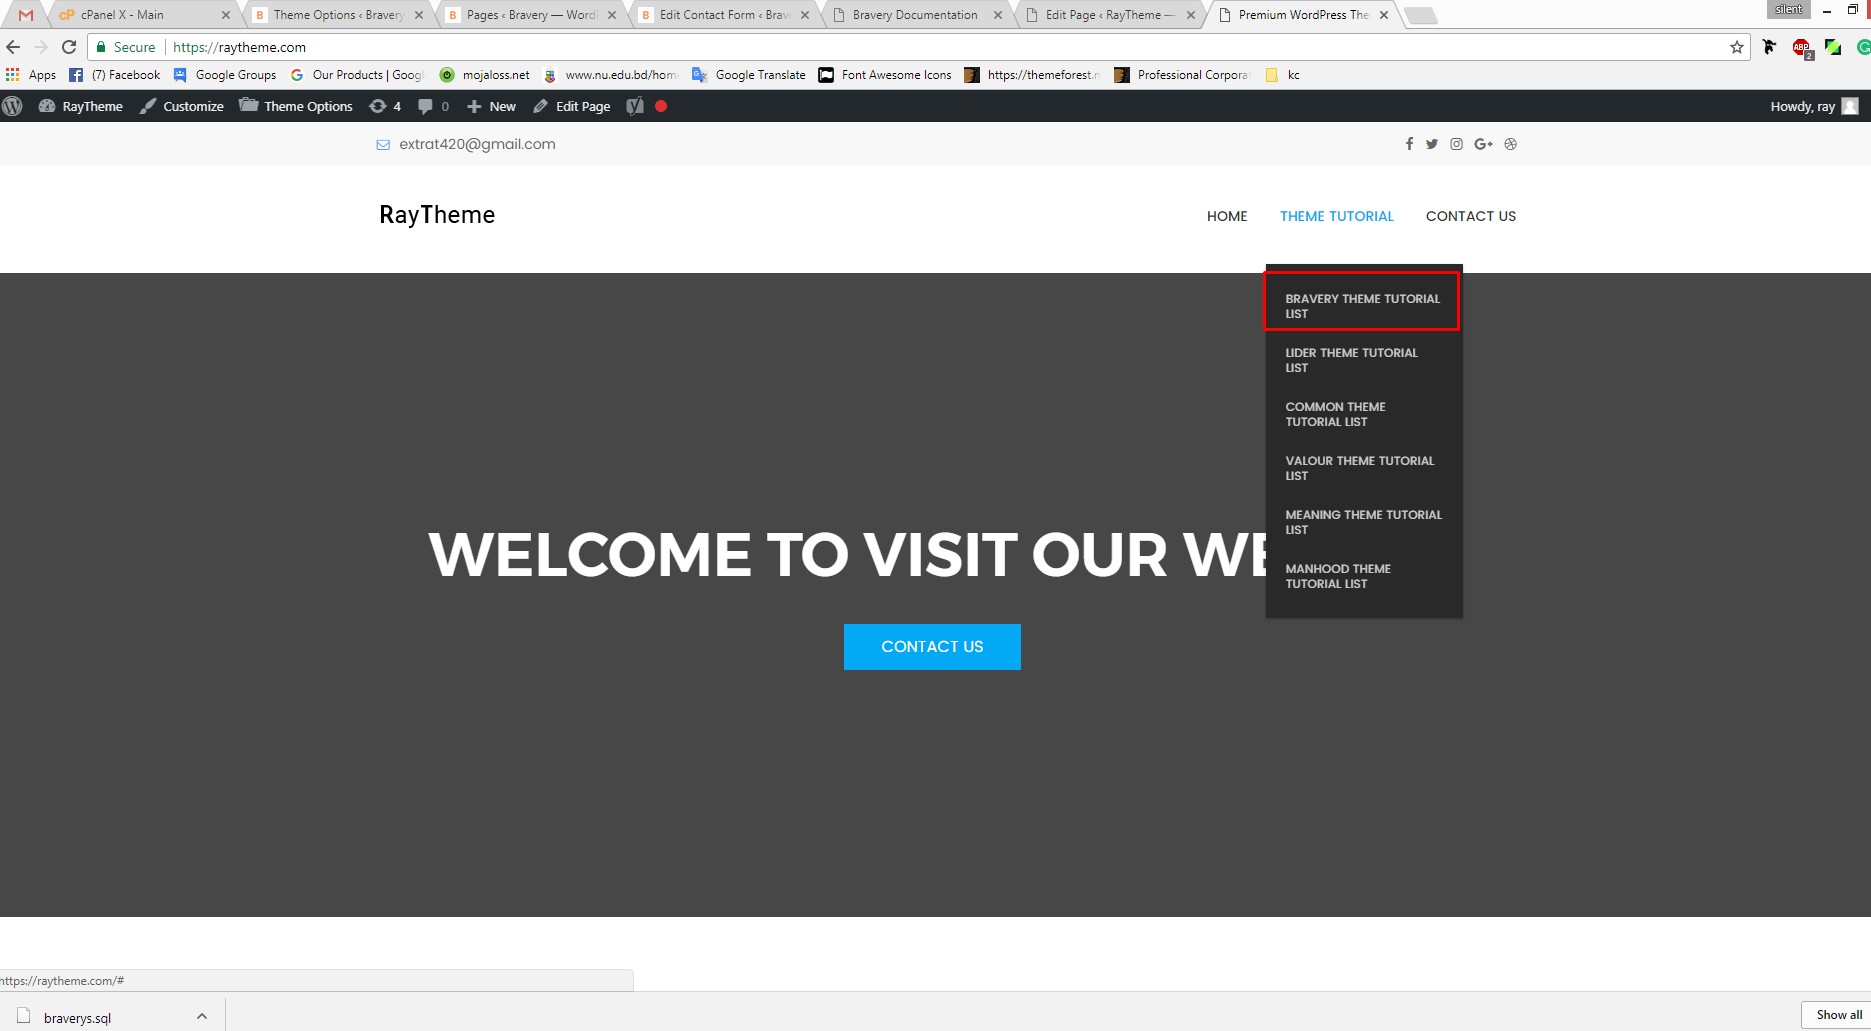 silent
cPanel X - Main
Theme Options ‹ Bravery
Pages ‹ Bravery — Word
Edit Contact Form ‹ Brav
Bravery Documentation
Edit Page ‹ RayTheme —
Premium WordPress The
Secure https://raytheme.com
ABP 2
Apps (7) Facebook Google Groups Our Products | Googl mojaloss.net www.nu.edu.bd/hom Google Translate Font Awesome Icons https://themeforest.n Professional Corpora kc
RayTheme Customize Theme Options 4 0 New Edit Page Howdy, ray
extrat420@gmail.com
RayTheme
HOME THEME TUTORIAL CONTACT US
BRAVERY THEME TUTORIAL
LIST
LIDER THEME TUTORIAL
LIST
COMMON THEME
TUTORIAL LIST
VALOUR THEME TUTORIAL
LIST
MEANING THEME TUTORIAL
LIST
MANHOOD THEME
TUTORIAL LIST
WELCOME TO VISIT OUR WE
CONTACT US
https://raytheme.com/#
braverys.sql
Show all